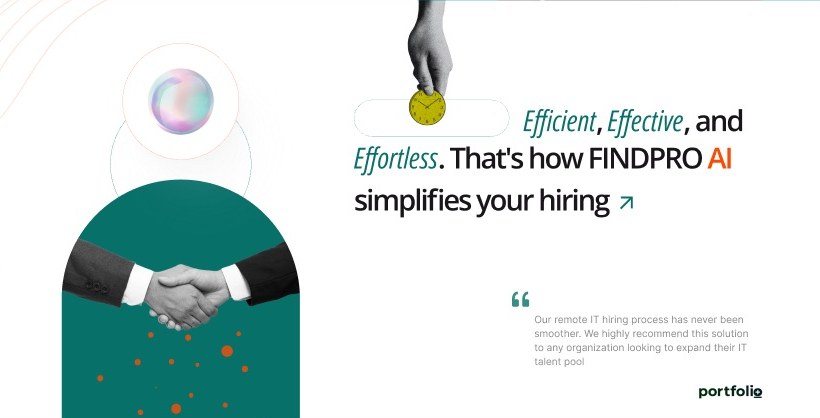 Efficient, Effective, and
Effortless. That's how FINDPRO AI
simplifies your hiring
“
Our remote IT hiring process has never been
smoother. We highly recommend this solution
to any organization looking to expand their IT
talent pool
portfolio